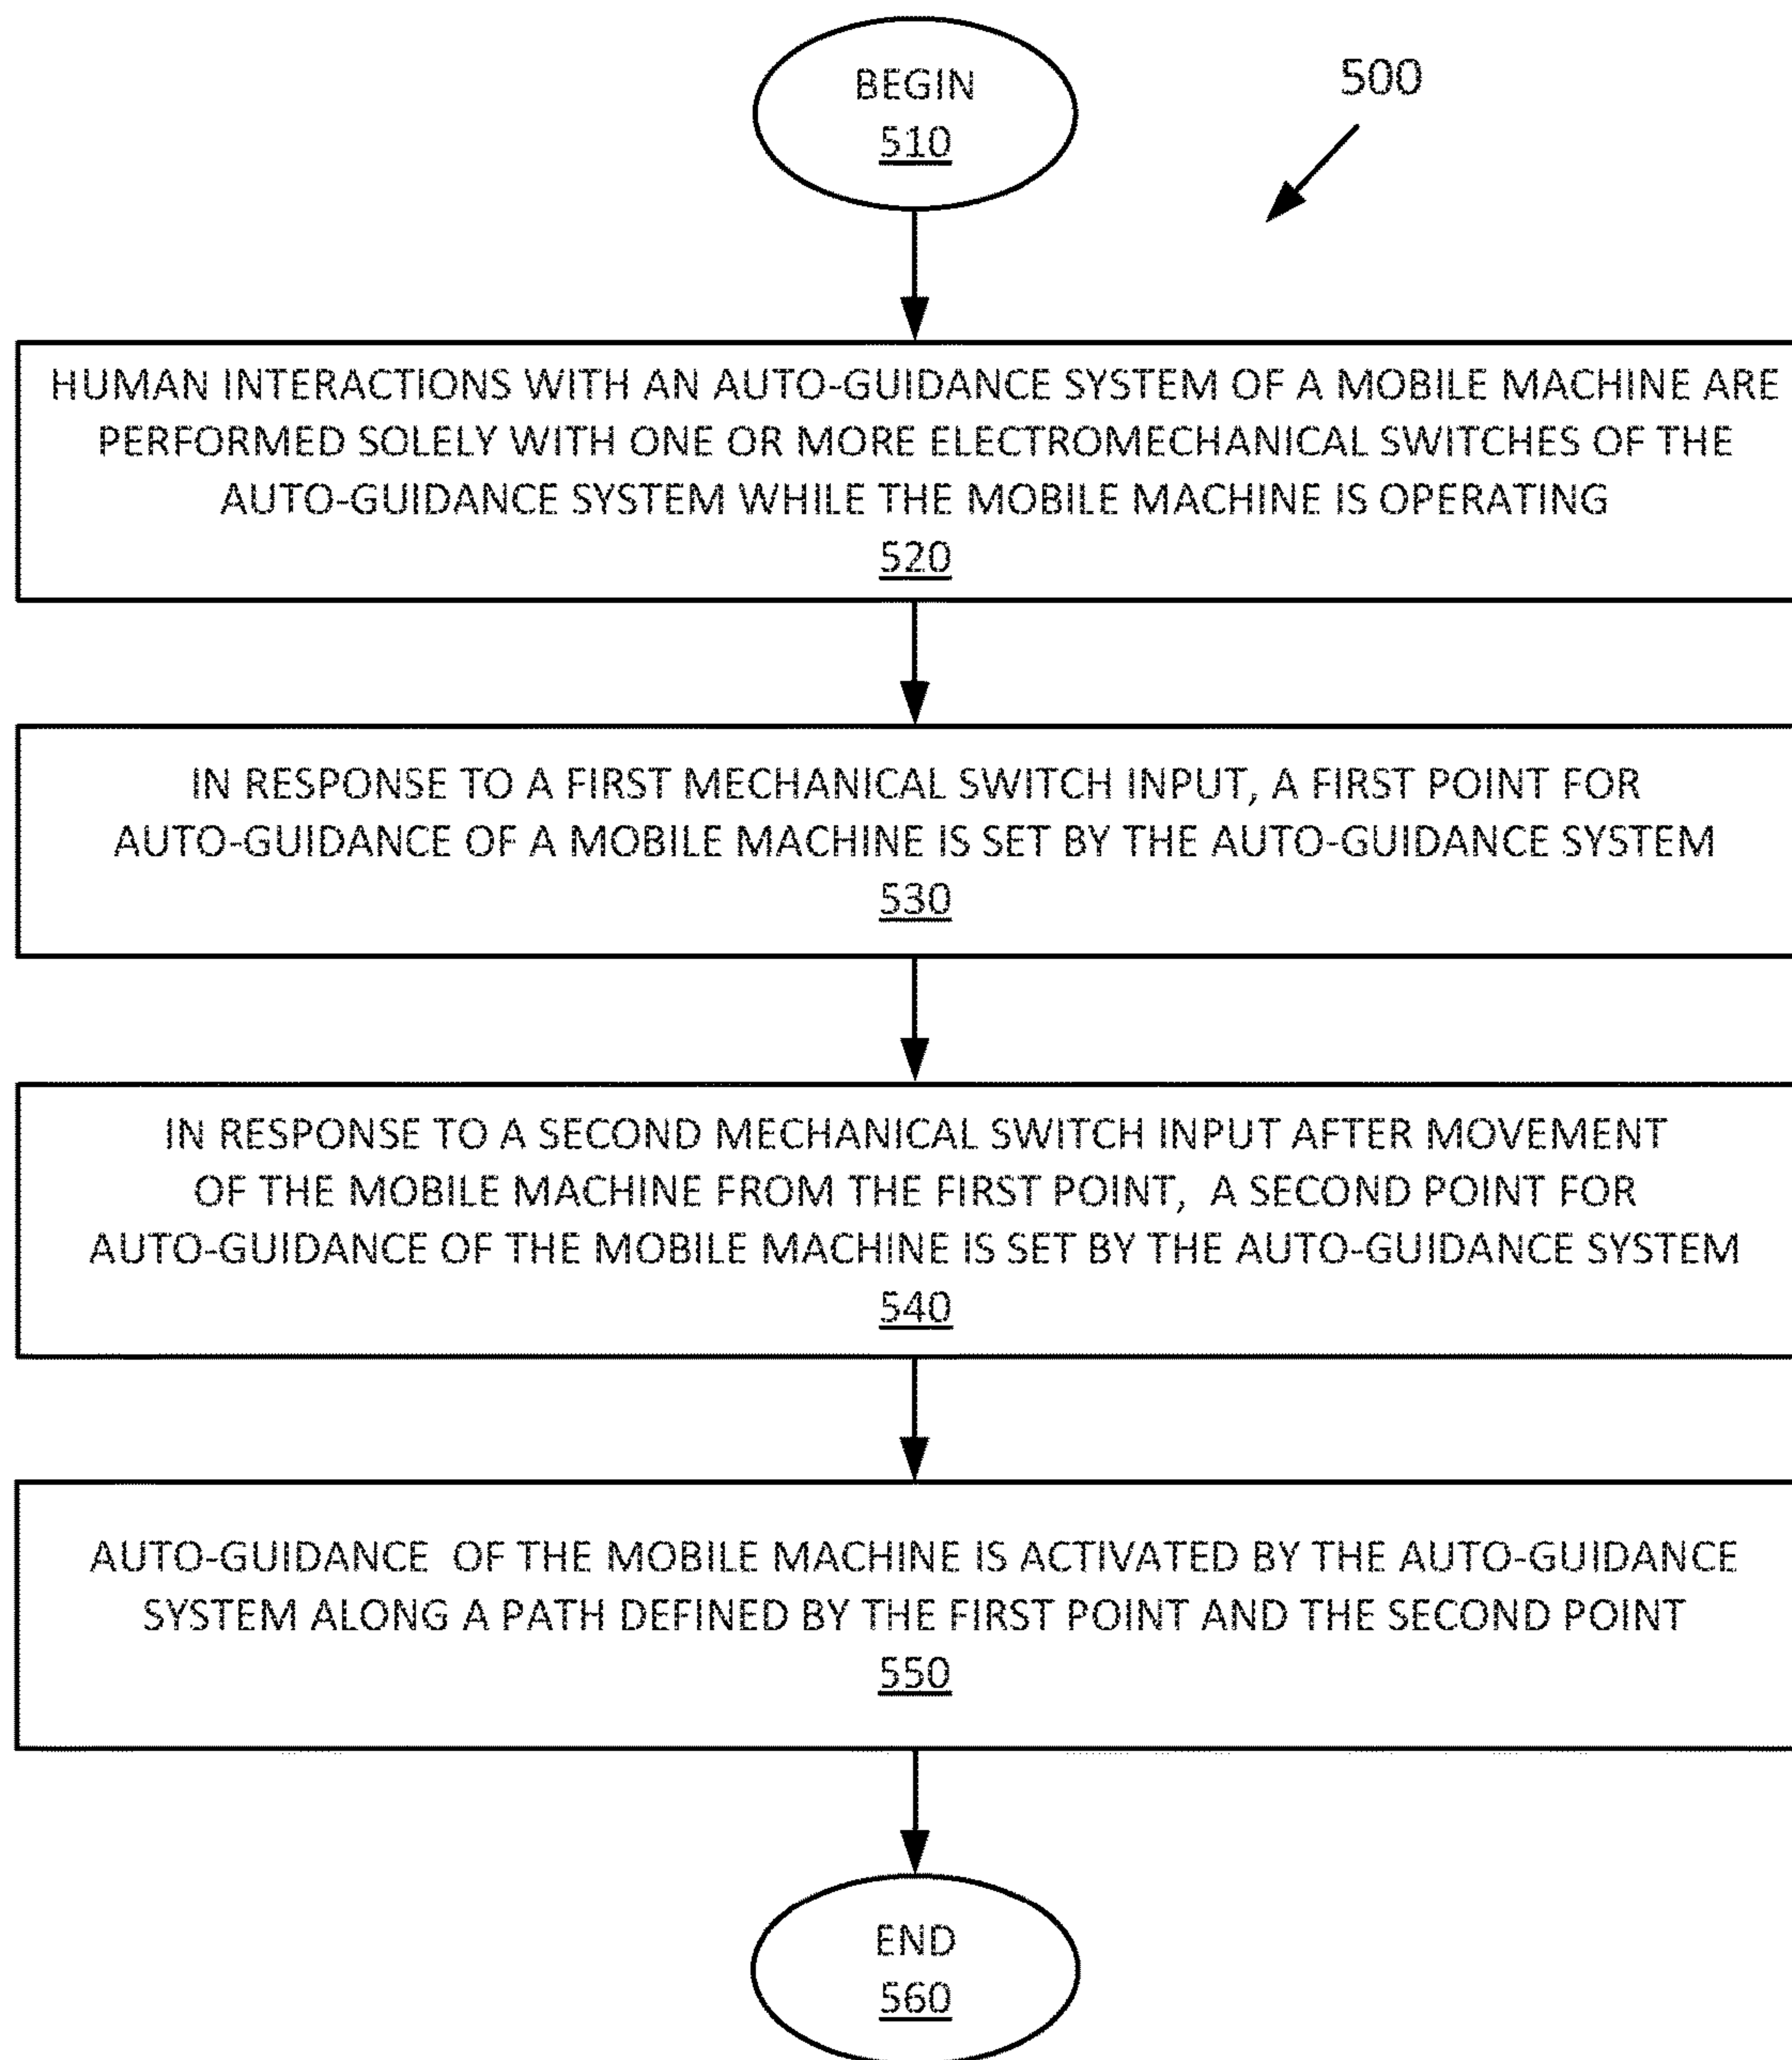 BEGIN
510
500
HUMAN INTERACTIONS WITH AN AUTO-GUIDANCE SYSTEM OF A MOBILE MACHINE ARE
PERFORMED SOLELY WITH ONE OR MORE ELECTROMECHANICAL SWITCHES OF THE
AUTO-GUIDANCE SYSTEM WHILE THE MOBILE MACHINE IS OPERATING
520
IN RESPONSE TO A FIRST MECHANICAL SWITCH INPUT, A FIRST POINT FOR
AUTO-GUIDANCE OF A MOBILE MACHINE IS SET BY THE AUTO-GUIDANCE SYSTEM
530
IN RESPONSE TO A SECOND MECHANICAL SWITCH INPUT AFTER MOVEMENT
OF THE MOBILE MACHINE FROM THE FIRST POINT, A SECOND POINT FOR
AUTO-GUIDANCE OF THE MOBILE MACHINE IS SET BY THE AUTO-GUIDANCE SYSTEM
540
AUTO-GUIDANCE OF THE MOBILE MACHINE IS ACTIVATED BY THE AUTO-GUIDANCE
SYSTEM ALONG A PATH DEFINED BY THE FIRST POINT AND THE SECOND POINT
550
END
560